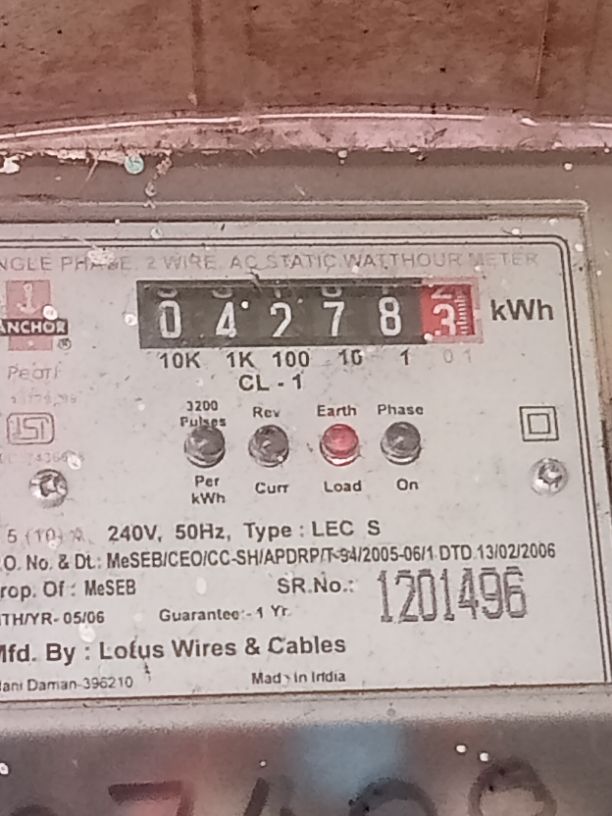 NGLE PHASE. 2 WIRE. AC STATIC WATTHOUR METER
0 4 2 7 8 3 kWh
ANCHOR ®
10K 1K 100 10 1 0 1
Pearl
CL - 1
3200 Pulses Rev Earth Phase
Per kWh Curr Load On
5 (10) A 240V, 50Hz, Type : LEC S
.O. No. & Dt.: MeSEB/CEO/CC-SH/APDRP/T-94/2005-06/1 DTD.13/02/2006
rop. Of : MeSEB SR.No.: 1201496
TH/YR- 05/06 Guarantee:- 1 Yr.
Mfd. By : Lotus Wires & Cables
ani Daman-396210 Made in India